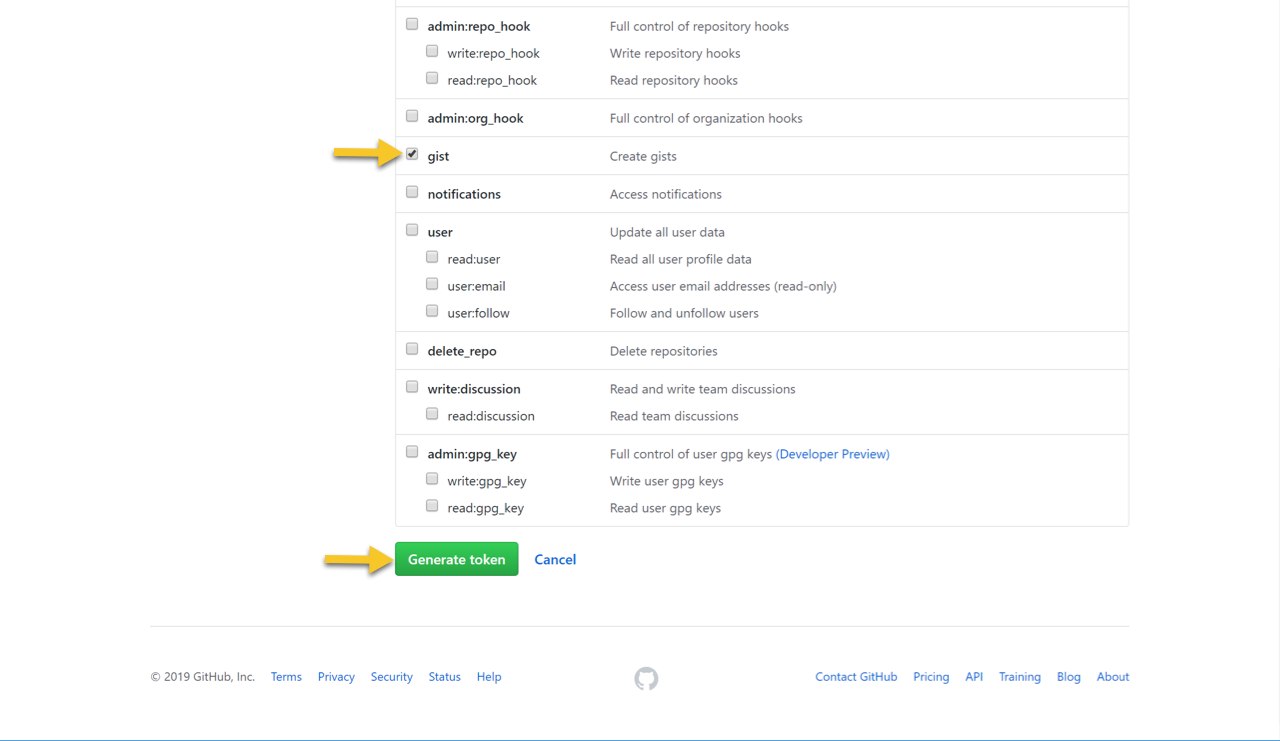 admin:repo_hook Full control of repository hooks
write:repo_hook Write repository hooks
read:repo_hook Read repository hooks
admin:org_hook Full control of organization hooks
gist Create gists
notifications Access notifications
user Update all user data
read:user Read all user profile data
user:email Access user email addresses (read-only)
user:follow Follow and unfollow users
delete_repo Delete repositories
write:discussion Read and write team discussions
read:discussion Read team discussions
admin:gpg_key Full control of user gpg keys (Developer Preview)
write:gpg_key Write user gpg keys
read:gpg_key Read user gpg keys
Generate token Cancel
© 2019 GitHub, Inc. Terms Privacy Security Status Help Contact GitHub Pricing API Training Blog About